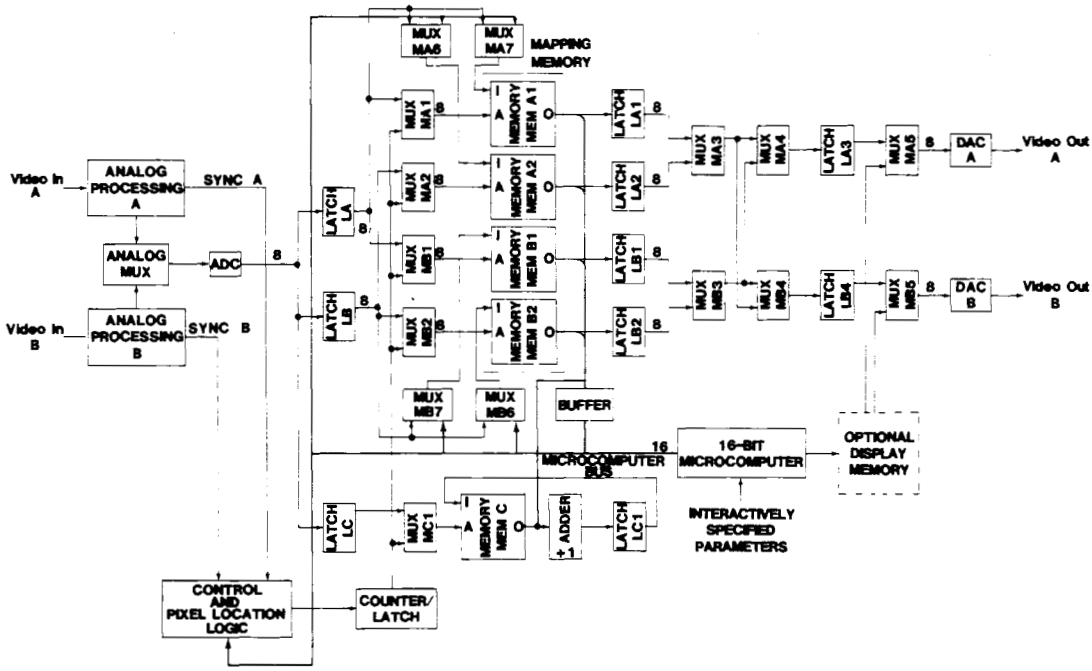 MUX
MA6
MUX
MA7
MAPPING
MEMORY
MUX
MA1
8
I
A
MEMORY
MEM A1
O
LATCH
LA1
8
MUX
MA2
8
I
A
MEMORY
MEM A2
O
LATCH
LA2
8
MUX
MA3
MUX
MA4
LATCH
LA3
MUX
MA5
8
DAC
A
Video Out
A
Video In
A
ANALOG
PROCESSING
A
SYNC A
ANALOG
MUX
ADC
8
LATCH
LA
8
LATCH
LB
8
MUX
MB1
8
I
A
MEMORY
MEM B1
O
LATCH
LB1
8
MUX
MB2
8
I
A
MEMORY
MEM B2
O
LATCH
LB2
8
MUX
MB3
MUX
MB4
LATCH
LB4
MUX
MB5
8
DAC
B
Video Out
B
Video In
B
ANALOG
PROCESSING
B
SYNC B
MUX
MB7
MUX
MB6
BUFFER
16
MICROCOMPUTER
BUS
16-BIT
MICROCOMPUTER
OPTIONAL
DISPLAY
MEMORY
INTERACTIVELY
SPECIFIED
PARAMETERS
LATCH
LC
MUX
MC1
I
A
MEMORY
MEM C
O
ADDER
+1
LATCH
LC1
CONTROL
AND
PIXEL LOCATION
LOGIC
COUNTER/
LATCH